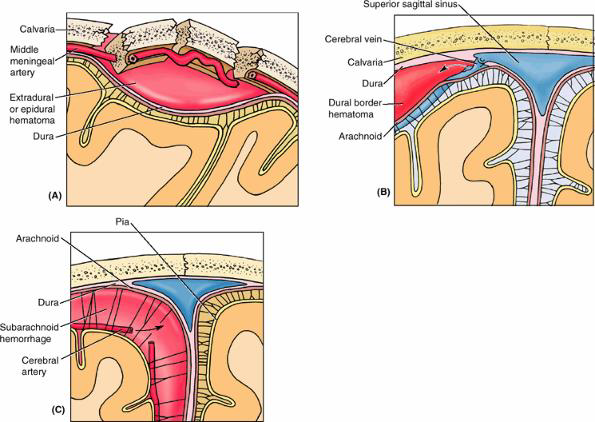 Calvaria
Middle
meningeal
artery
Extradural
or epidural
hematoma
Dura
(A)
Superior sagittal sinus
Cerebral vein
Calvaria
Dura
Dural border
hematoma
Arachnoid
(B)
Pia
Arachnoid
Dura
Subarachnoid
hemorrhage
Cerebral
artery
(C)